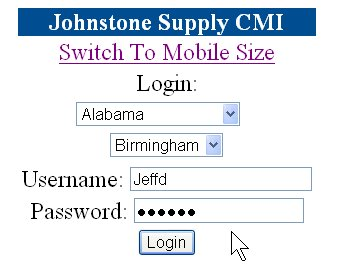 Johnstone Supply CMI
Switch To Mobile Size
Login:
Alabama
Birmingham
Username: Jeffd
Password: ●●●●●●
Login